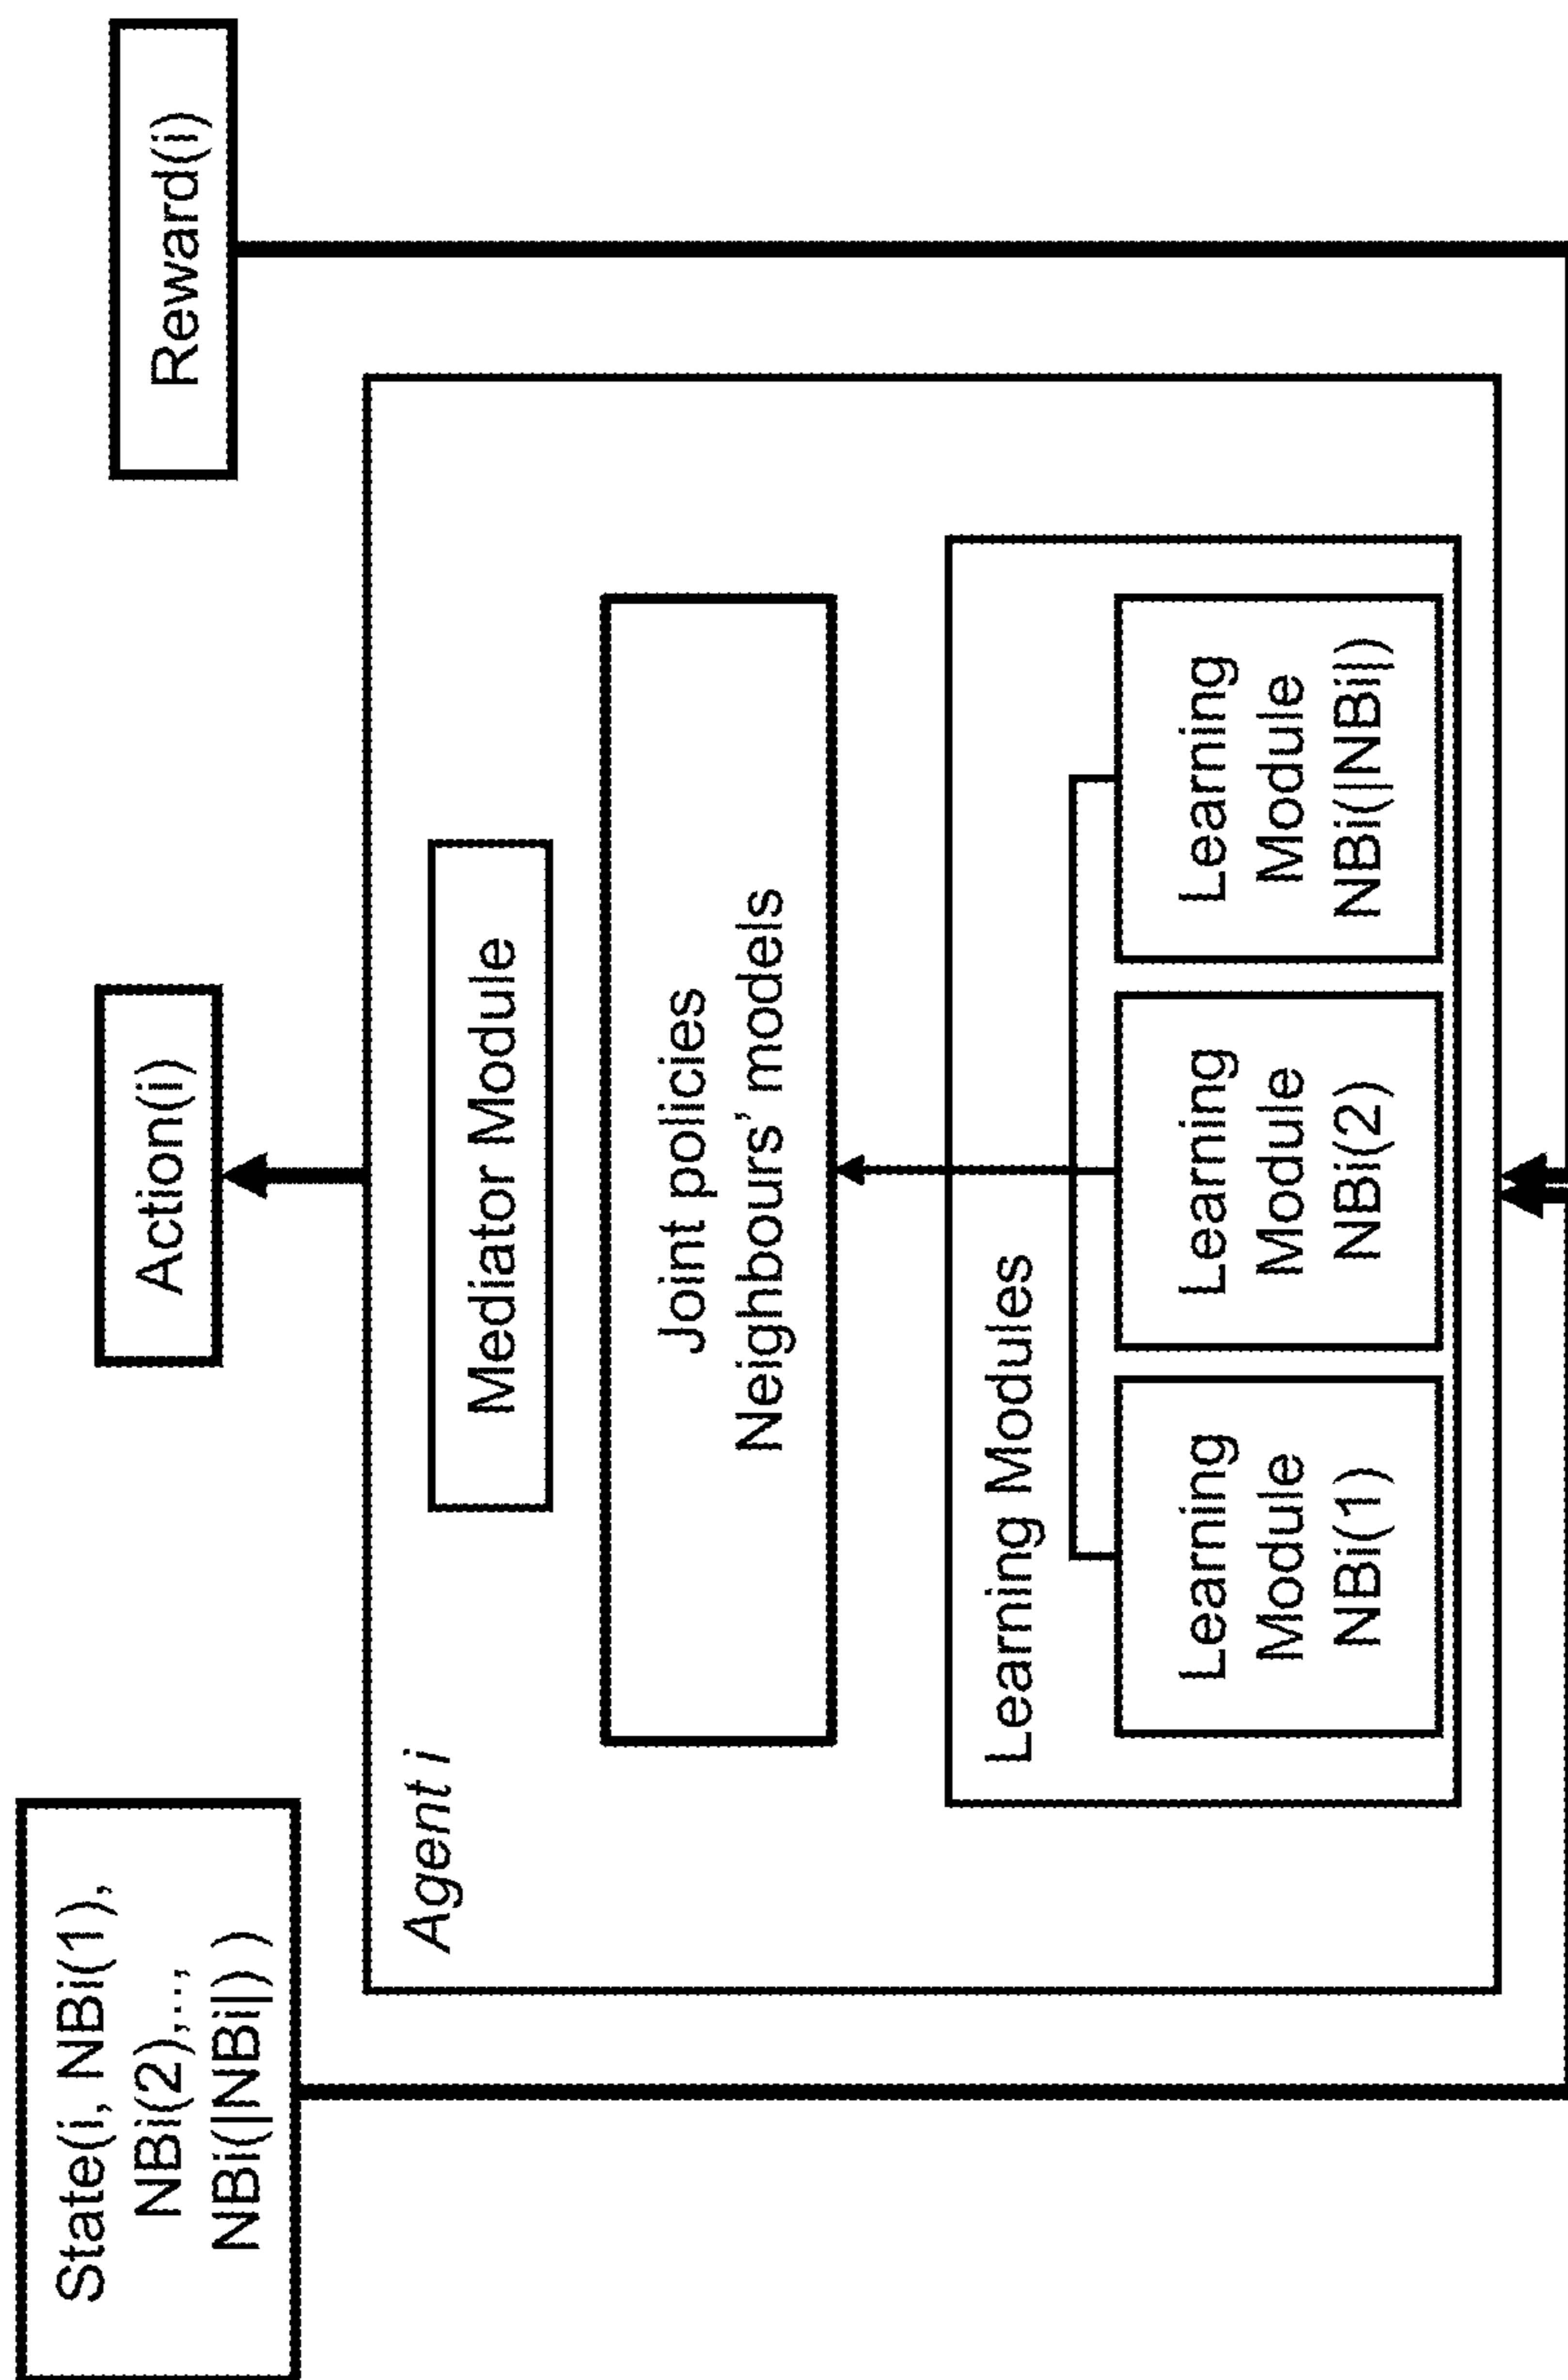 State(i, NBi(1),
NBi(2),..,
NBi(|NBi|) )
Action(i)
Reward(i)
Agent i
Mediator Module
Joint policies
Neighbours’ models
Learning Modules
Learning
Module
NBi(1)
Learning
Module
NBi(2)
Learning
Module
NBi(|NBi|)